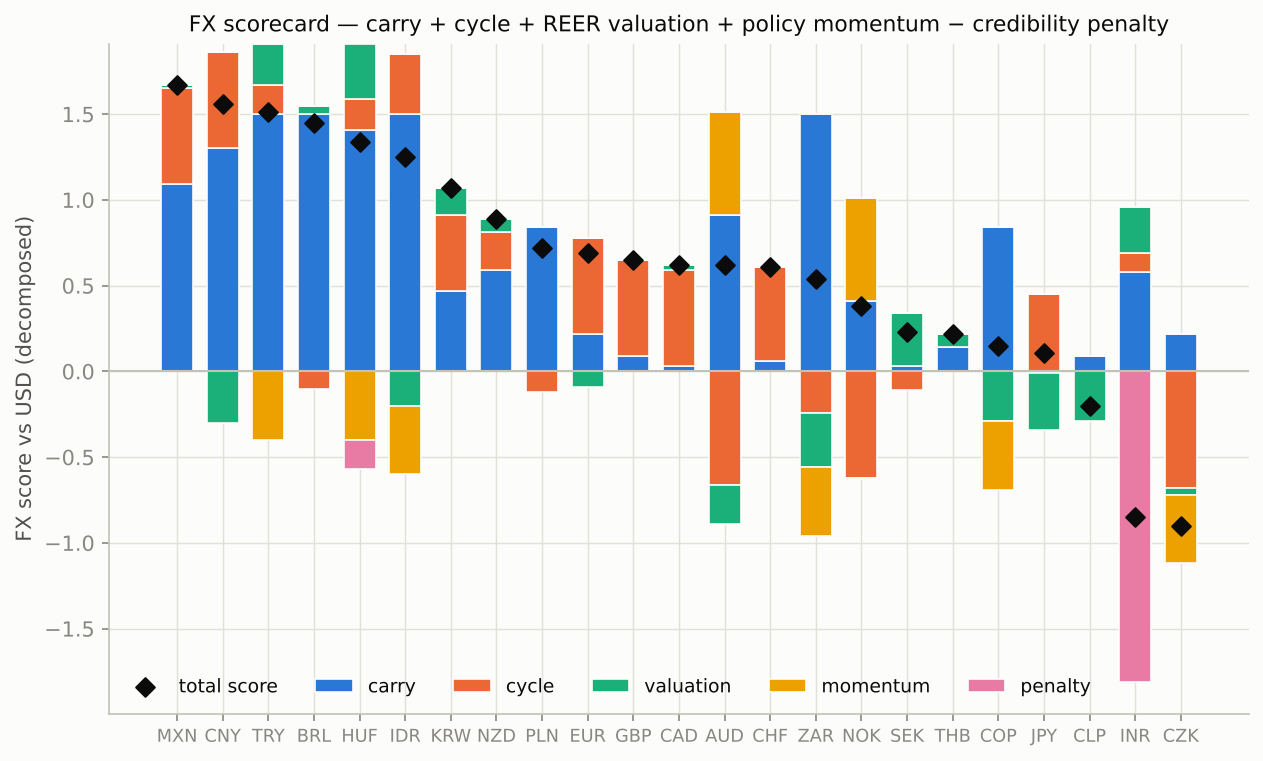 FX scorecard — carry + cycle + REER valuation + policy momentum − credibility penalty
FX score vs USD (decomposed)
1.5
1.0
0.5
0.0
−0.5
−1.0
−1.5
total score carry cycle valuation momentum penalty
MXN CNY TRY BRL HUF IDR KRW NZD PLN EUR GBP CAD AUD CHF ZAR NOK SEK THB COP JPY CLP INR CZK